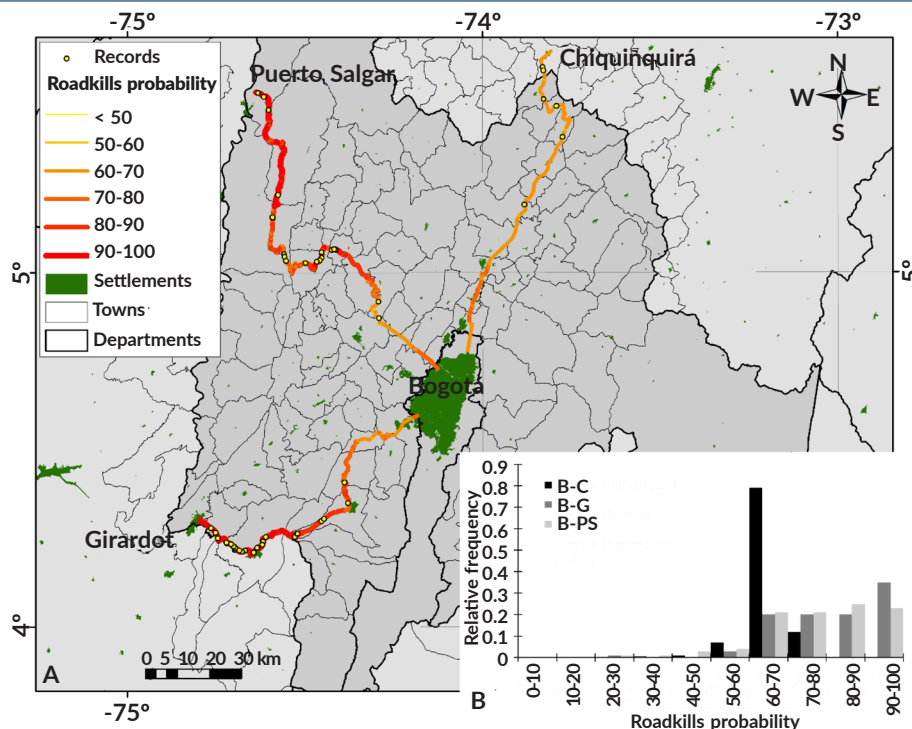 -75°
-74°
-73°
Records
Roadkills probability
< 50
50-60
60-70
70-80
80-90
90-100
Settlements
Towns
Departments
Puerto Salgar
Chiquinquirá
N
W
E
S
5°
5°
Bogotá
Girardot
4°
0 5 10 20 30 km
A
-75°
0.9
0.8
0.7
0.6
0.5
0.4
0.3
0.2
0.1
0
Relative frequency
B-C
B-G
B-PS
0-10
10-20
20-30
30-40
40-50
50-60
60-70
70-80
80-90
90-100
Roadkills probability
B